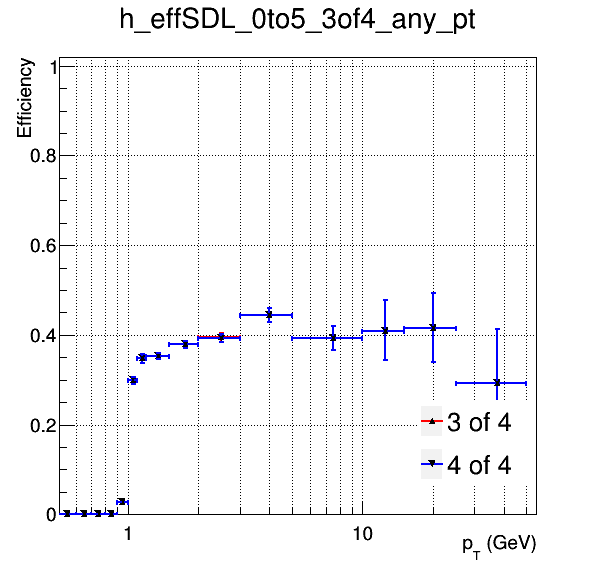 h_effSDL_0to5_3of4_any_pt
Efficiency
1
0.8
0.6
0.4
0.2
0
3 of 4
4 of 4
1
10
p_T (GeV)